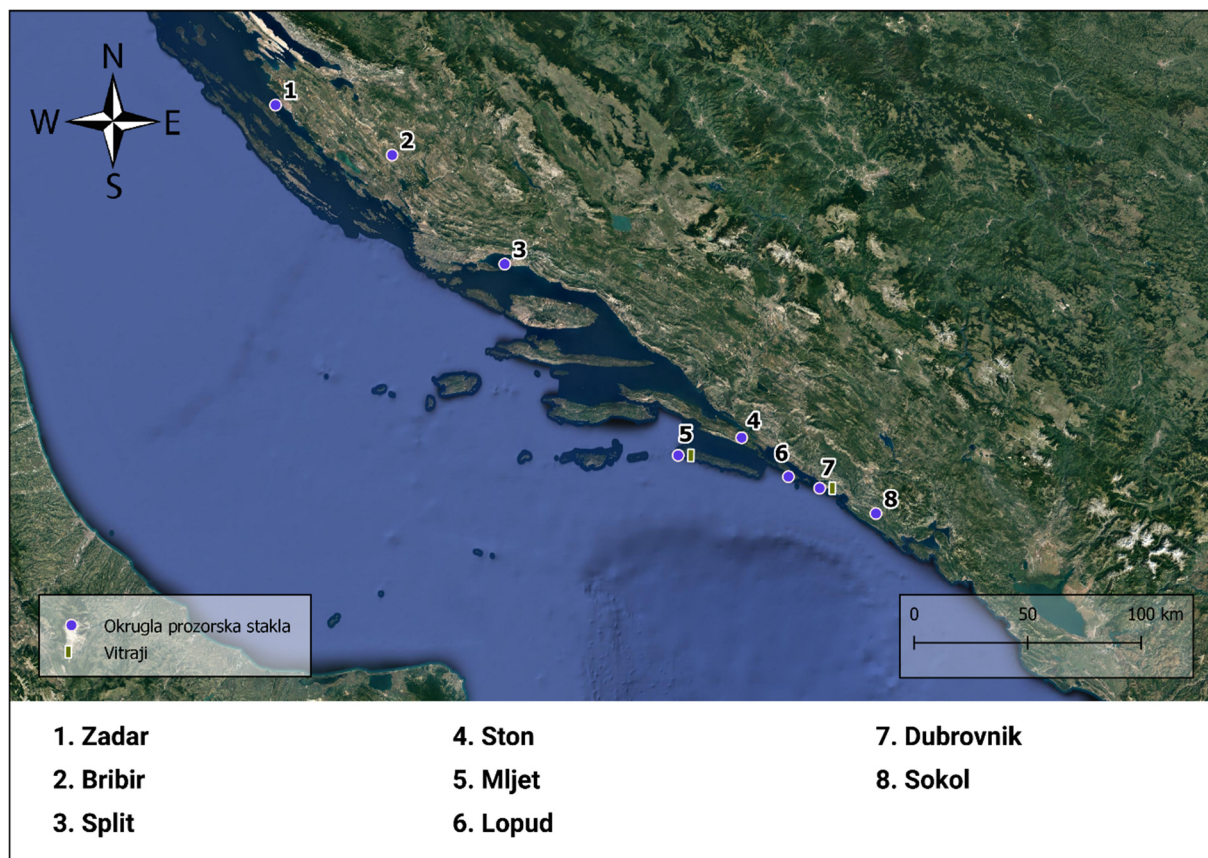 N
W E
S
1
2
3
4
5
6
7
8
Okrugla prozorska stakla
Vitraji
0 50 100 km
1. Zadar
2. Bribir
3. Split
4. Ston
5. Mljet
6. Lopud
7. Dubrovnik
8. Sokol